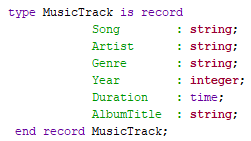 type MusicTrack is record
Song : string;
Artist : string;
Genre : string;
Year : integer;
Duration : time;
AlbumTitle : string;
end record MusicTrack;